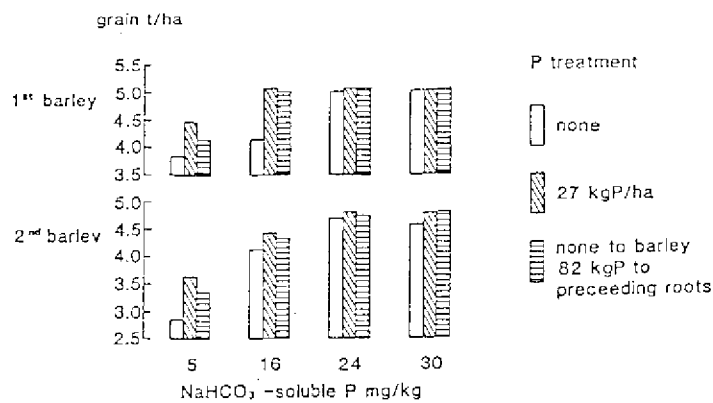 grain t/ha
5.5
5.0
4.5
4.0
3.5
1st barley
5.0
4.5
4.0
3.5
3.0
2.5
2nd barley
5 16 24 30
NaHCO3 -soluble P mg/kg
P treatment
none
27 kgP/ha
none to barley
82 kgP to
preceeding roots